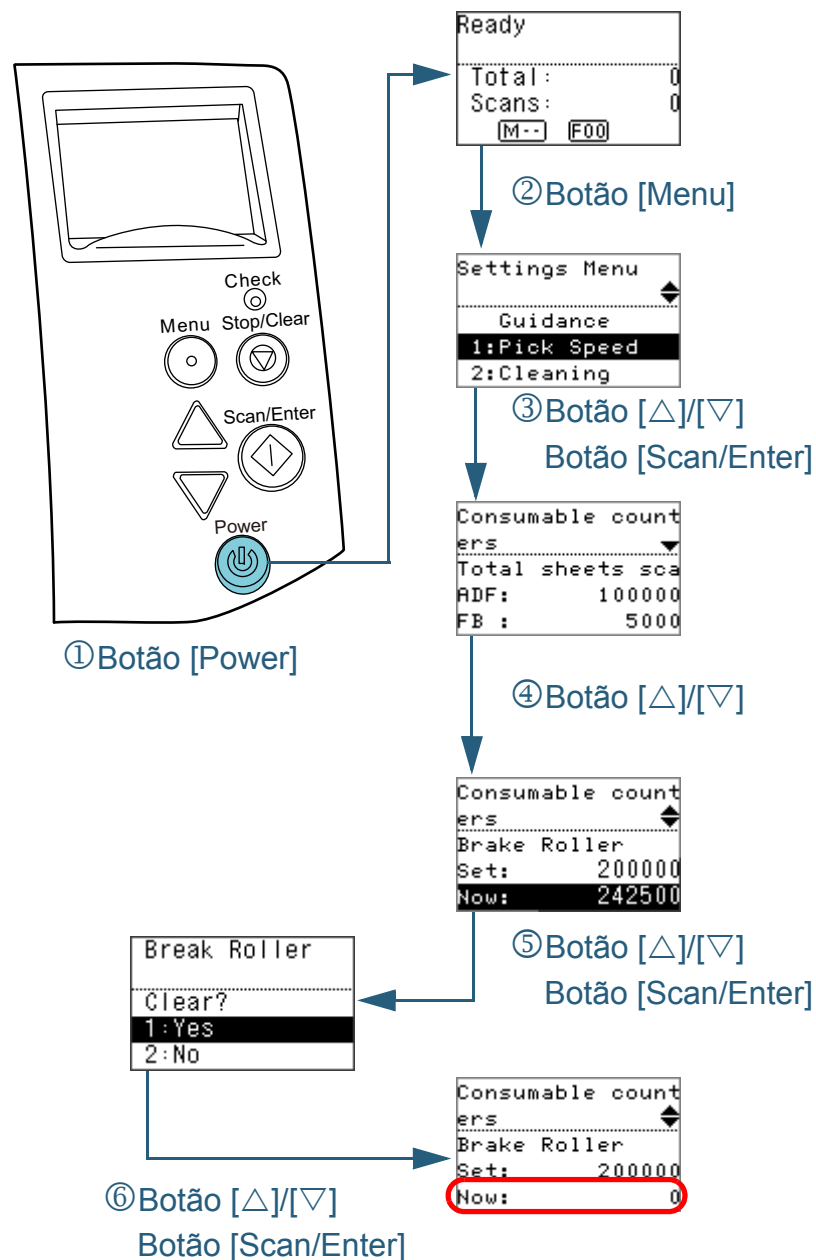 Ready
Total: 0
Scans: 0
M-- F00
②Botão [Menu]
Settings Menu
Guidance
1:Pick Speed
2:Cleaning
③Botão [△]/[▽]
Botão [Scan/Enter]
Check
Menu Stop/Clear
Scan/Enter
Power
①Botão [Power]
Consumable count
ers
Total sheets sca
ADF: 100000
FB : 5000
④Botão [△]/[▽]
Consumable count
ers
Brake Roller
Set: 200000
Now: 242500
⑤Botão [△]/[▽]
Botão [Scan/Enter]
Break Roller
Clear?
1:Yes
2:No
⑥Botão [△]/[▽]
Botão [Scan/Enter]
Consumable count
ers
Brake Roller
Set: 200000
Now: 0